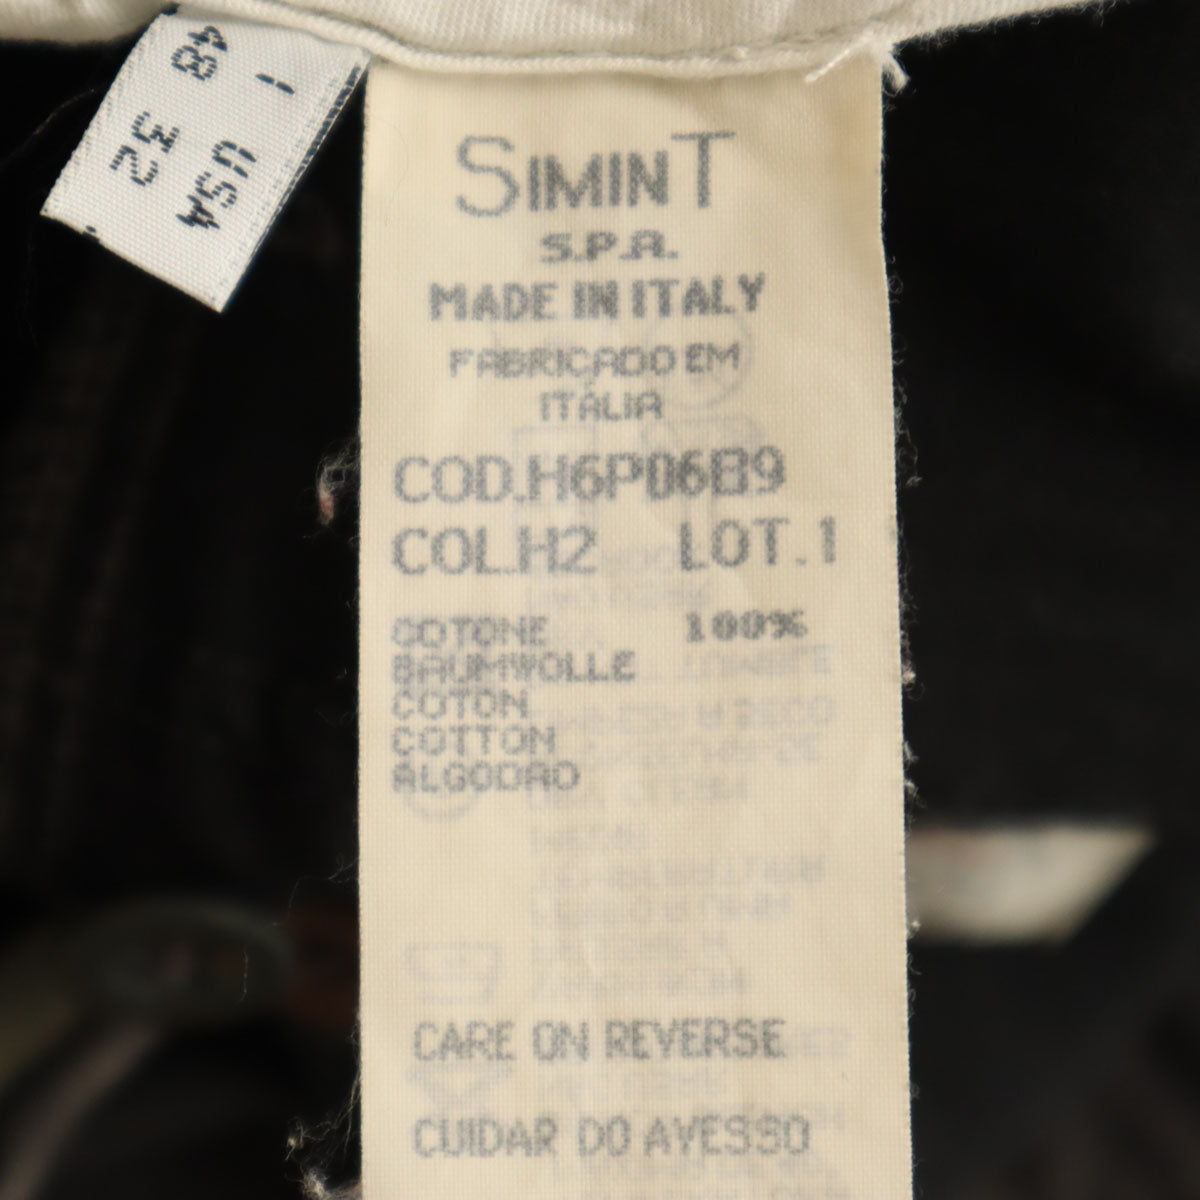 48 I
32 USA
SIMINT
S.P.A.
MADE IN ITALY
FABRICADO EM
ITÁLIA
COD.H6P06B9
COL.H2 LOT.1
COTONE 100%
BAUMWOLLE
COTON
COTTON
ALGODAO
CARE ON REVERSE
CUIDAR DO AVESSO